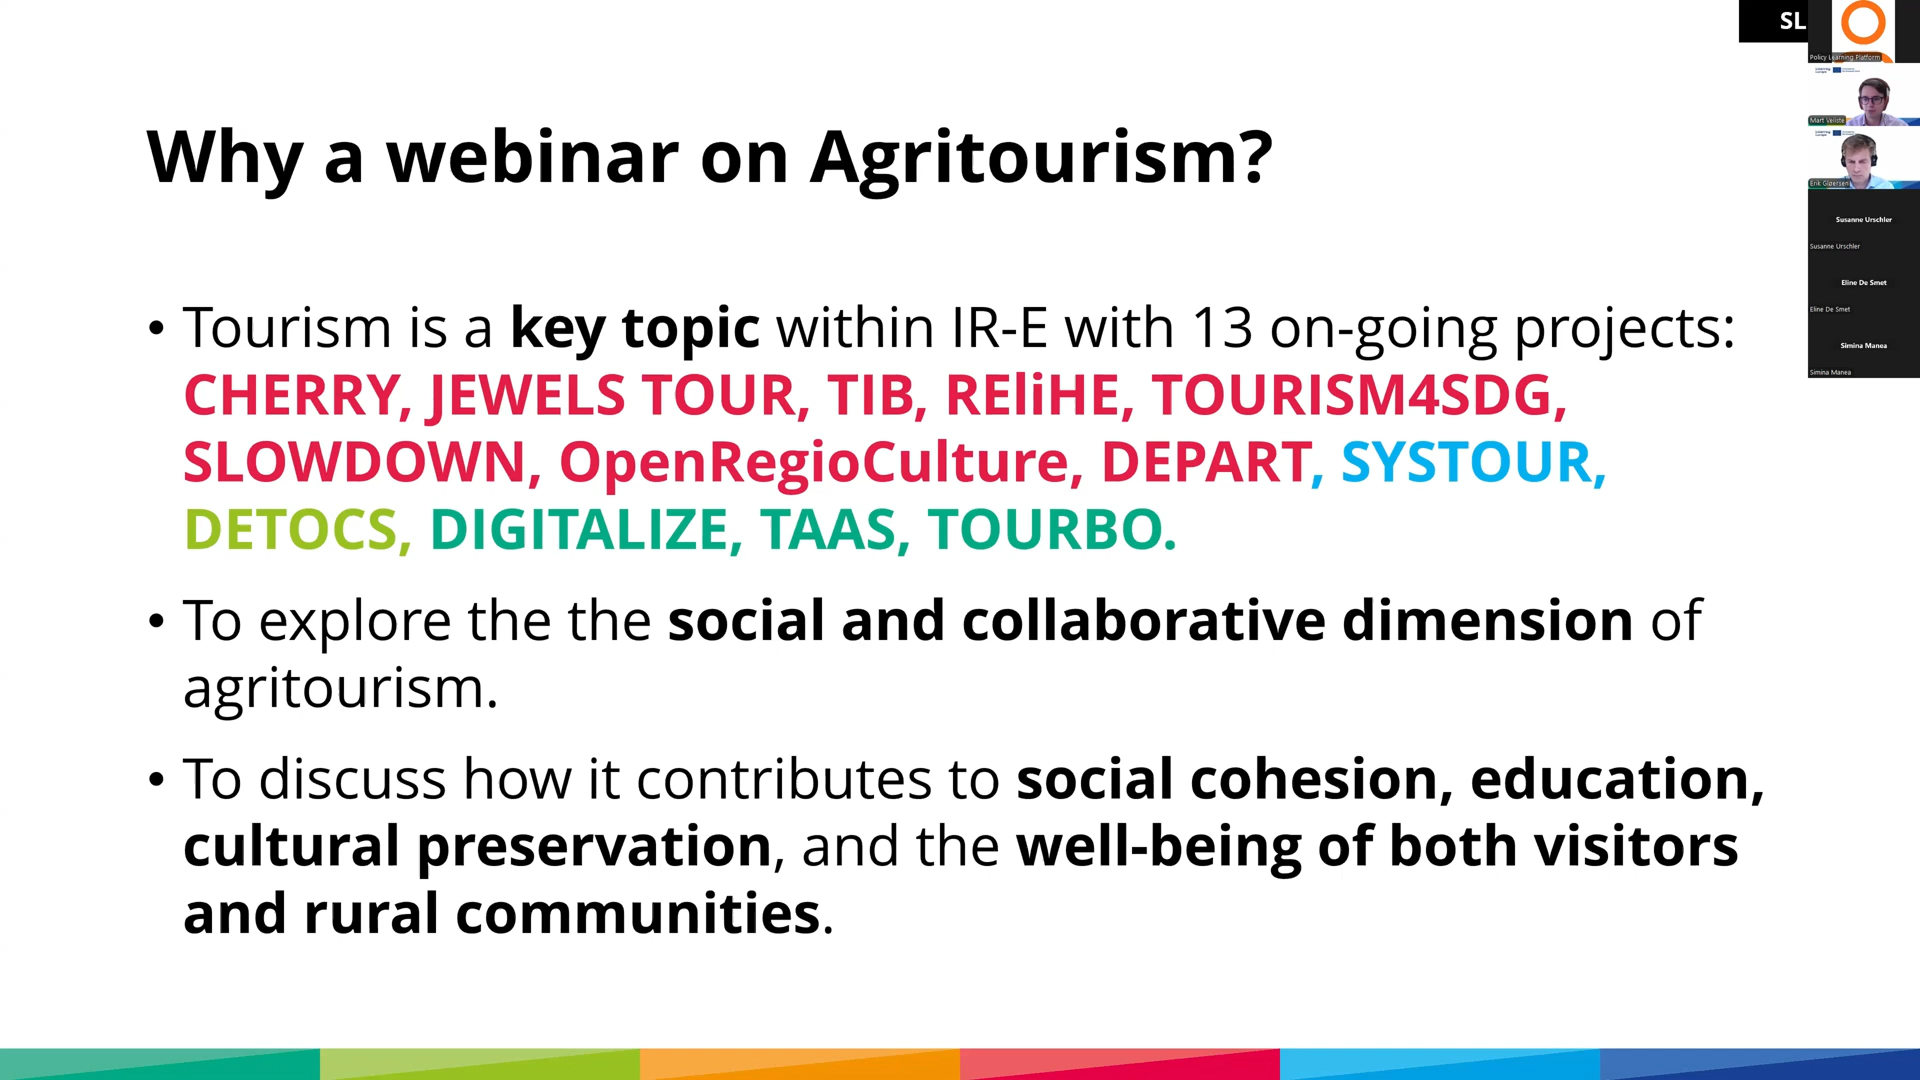 SL
Why a webinar on Agritourism?
• Tourism is a key topic within IR-E with 13 on-going projects:
CHERRY, JEWELS TOUR, TIB, REliHE, TOURISM4SDG,
SLOWDOWN, OpenRegioCulture, DEPART, SYSTOUR,
DETOCS, DIGITALIZE, TAAS, TOURBO.
• To explore the the social and collaborative dimension of
agritourism.
• To discuss how it contributes to social cohesion, education,
cultural preservation, and the well-being of both visitors
and rural communities.
Policy Learning Platform
Mart Veliste
Erik Gløersen
Susanne Urschler
Susanne Urschler
Eline De Smet
Eline De Smet
Simina Manea
Simina Manea